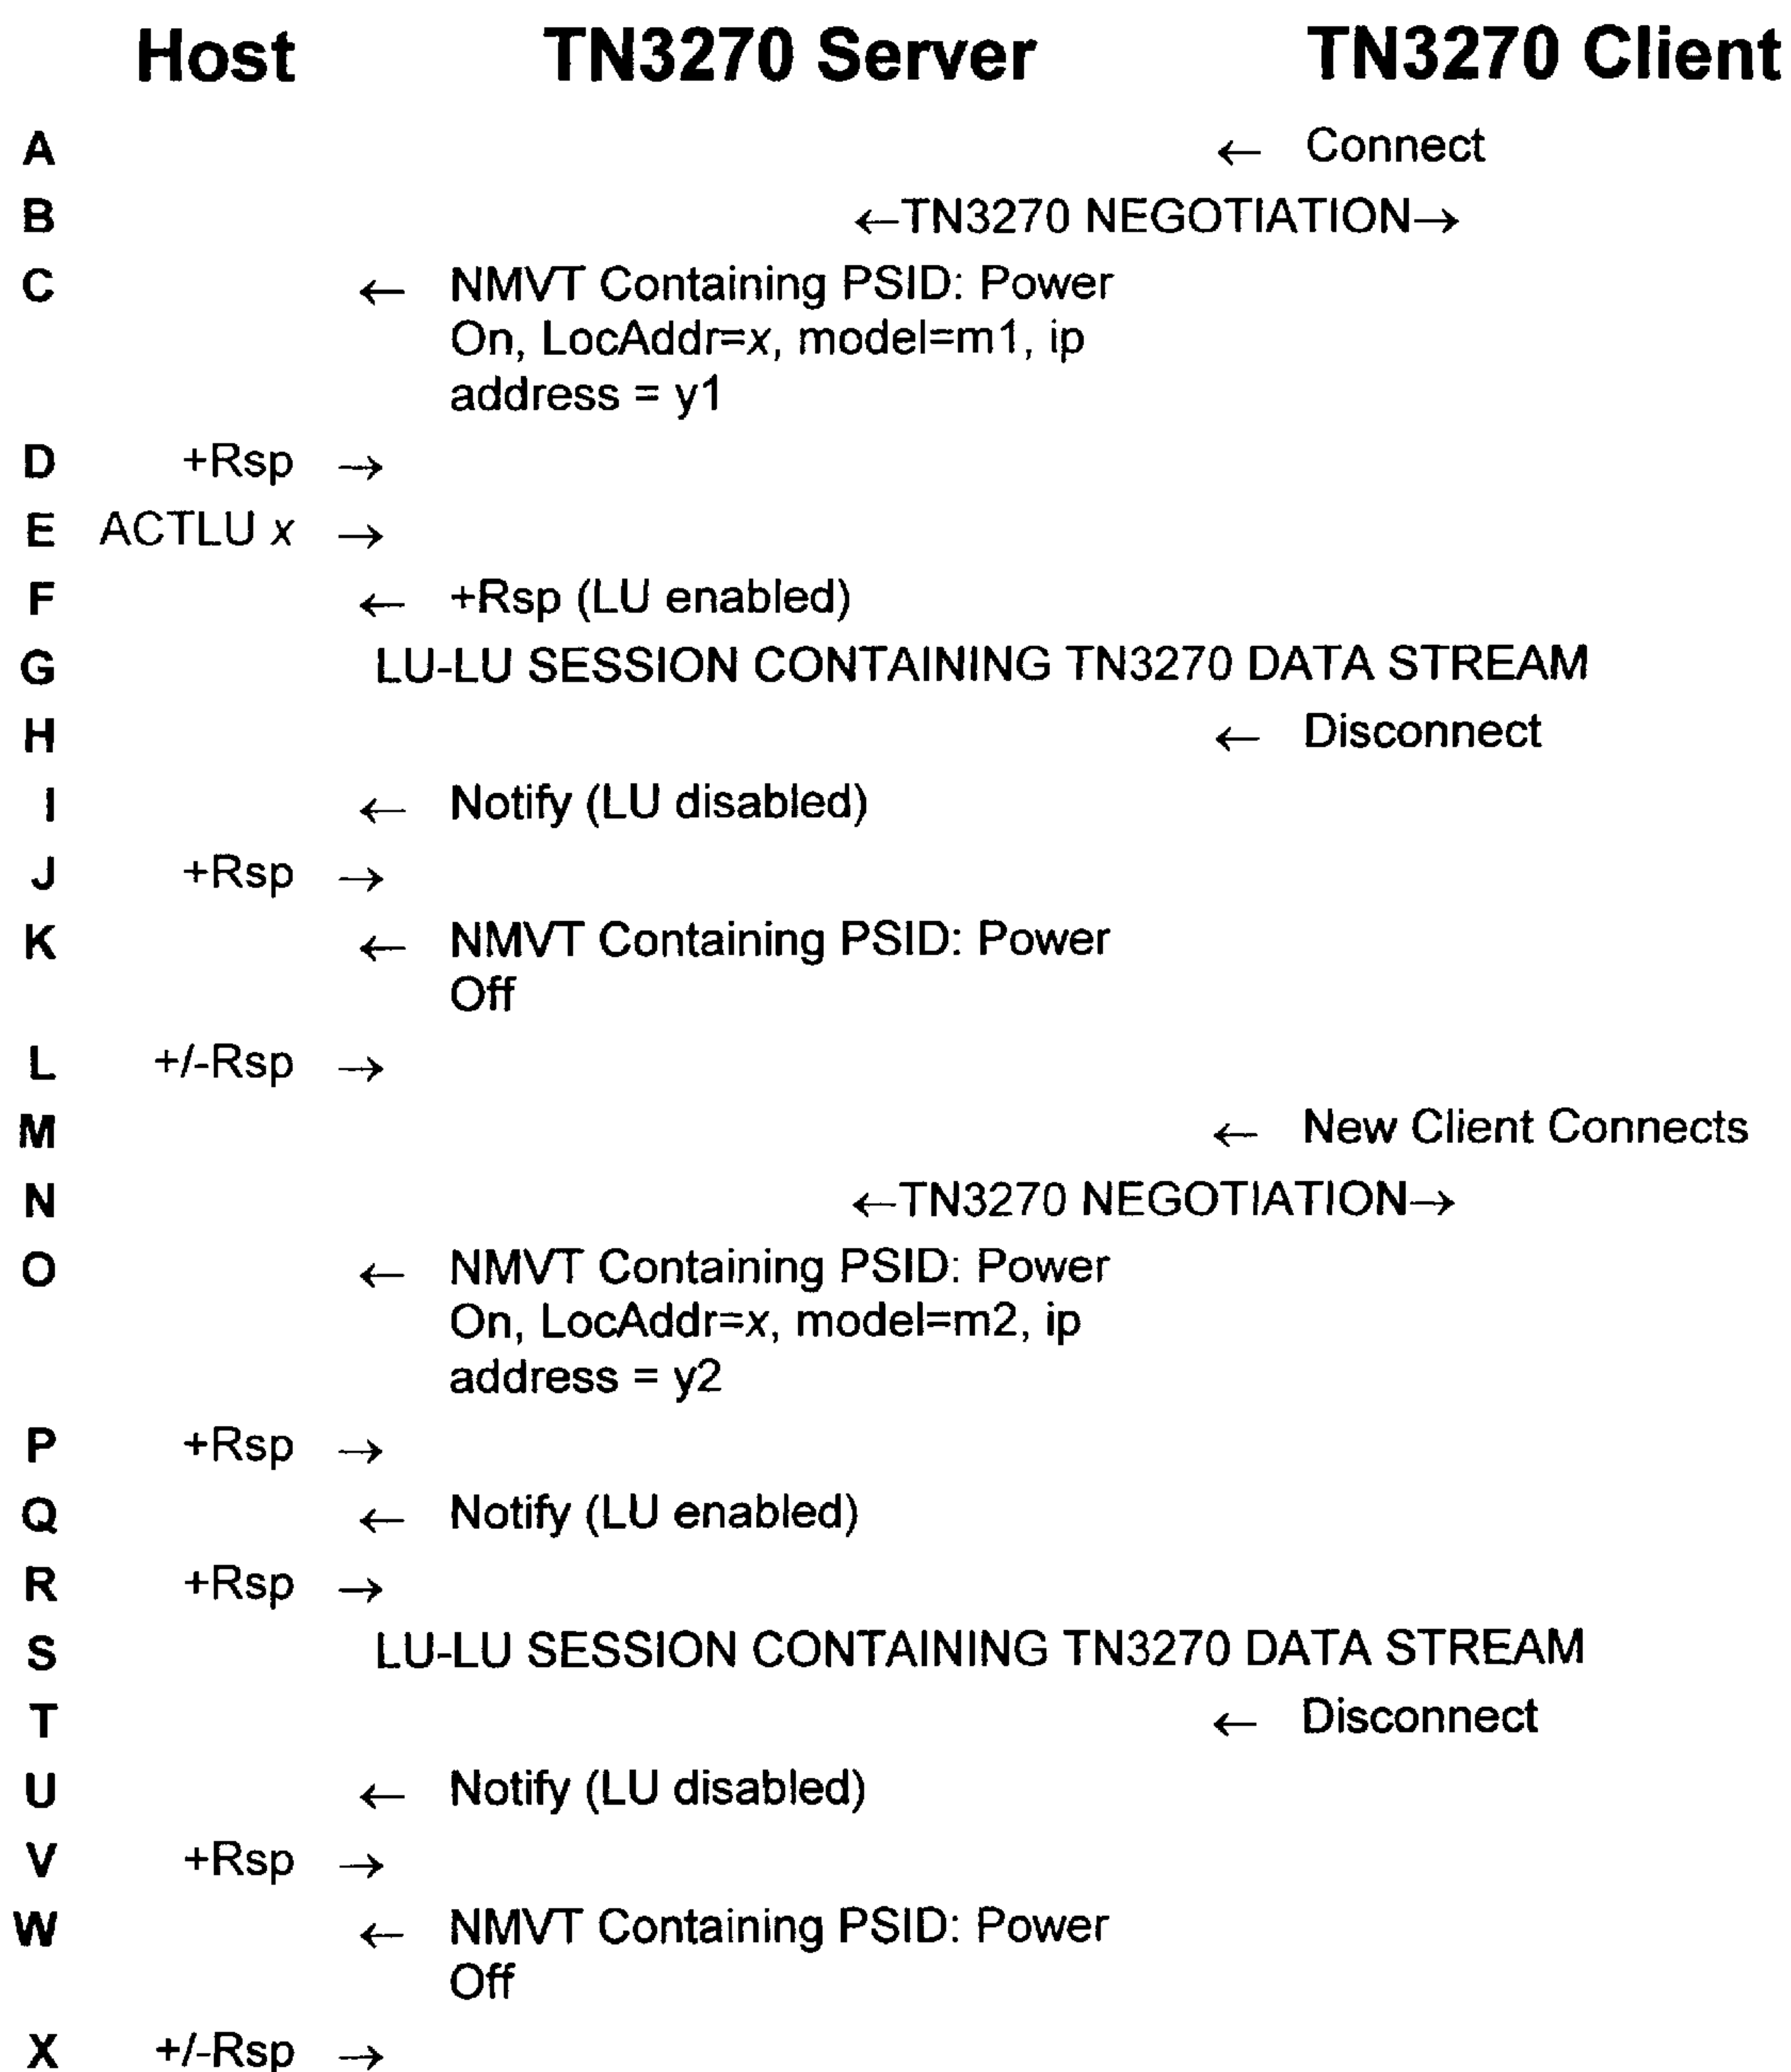 Host TN3270 Server TN3270 Client
A ← Connect
B ←TN3270 NEGOTIATION→
C ← NMVT Containing PSID: Power
On, LocAddr=x, model=m1, ip
address = y1
D +Rsp →
E ACTLU x →
F ← +Rsp (LU enabled)
G LU-LU SESSION CONTAINING TN3270 DATA STREAM
H ← Disconnect
I ← Notify (LU disabled)
J +Rsp →
K ← NMVT Containing PSID: Power
Off
L +/-Rsp →
M ← New Client Connects
N ←TN3270 NEGOTIATION→
O ← NMVT Containing PSID: Power
On, LocAddr=x, model=m2, ip
address = y2
P +Rsp →
Q ← Notify (LU enabled)
R +Rsp →
S LU-LU SESSION CONTAINING TN3270 DATA STREAM
T ← Disconnect
U ← Notify (LU disabled)
V +Rsp →
W ← NMVT Containing PSID: Power
Off
X +/-Rsp →